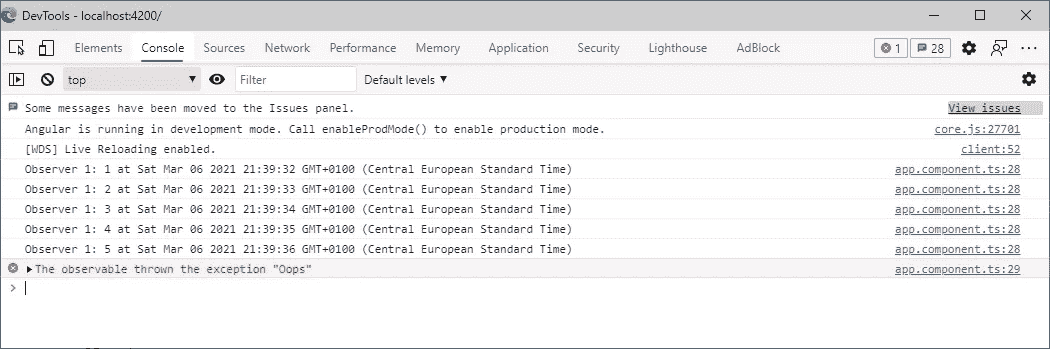 DevTools - localhost:4200/
Elements Console Sources Network Performance Memory Application Security Lighthouse AdBlock 1 28
top Filter Default levels
Some messages have been moved to the Issues panel. View issues
Angular is running in development mode. Call enableProdMode() to enable production mode. core.js:27701
[WDS] Live Reloading enabled. client:52
Observer 1: 1 at Sat Mar 06 2021 21:39:32 GMT+0100 (Central European Standard Time) app.component.ts:28
Observer 1: 2 at Sat Mar 06 2021 21:39:33 GMT+0100 (Central European Standard Time) app.component.ts:28
Observer 1: 3 at Sat Mar 06 2021 21:39:34 GMT+0100 (Central European Standard Time) app.component.ts:28
Observer 1: 4 at Sat Mar 06 2021 21:39:35 GMT+0100 (Central European Standard Time) app.component.ts:28
Observer 1: 5 at Sat Mar 06 2021 21:39:36 GMT+0100 (Central European Standard Time) app.component.ts:28
The observable thrown the exception "Oops" app.component.ts:29